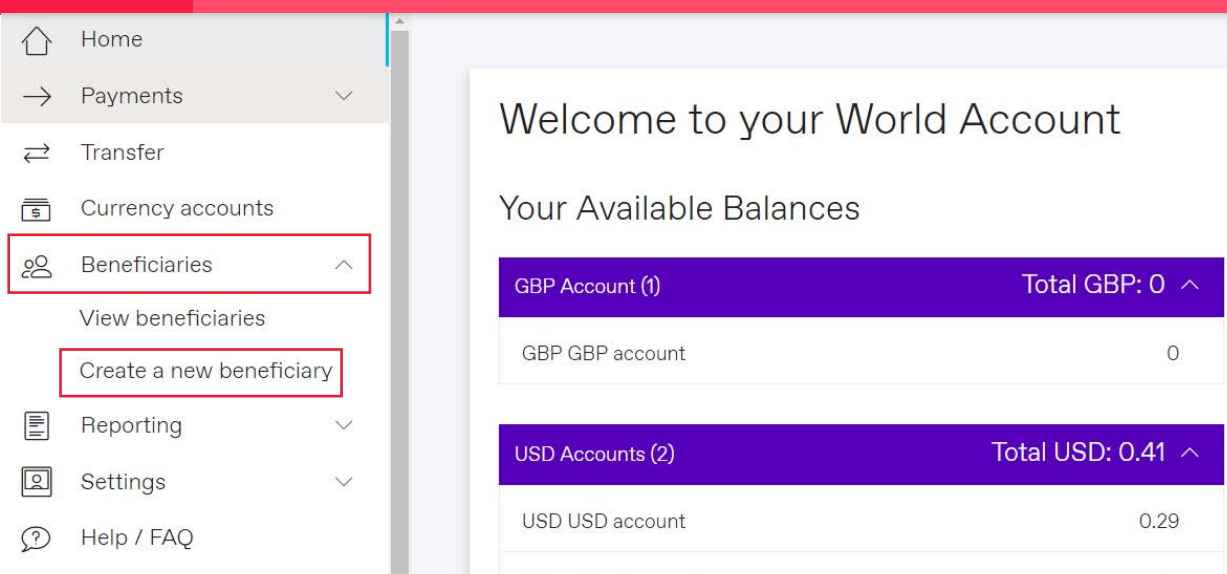 Home
Payments
Transfer
Currency accounts
Beneficiaries
View beneficiaries
Create a new beneficiary
Reporting
Settings
Help / FAQ
Welcome to your World Account
Your Available Balances
GBP Account (1) Total GBP: 0
GBP GBP account 0
USD Accounts (2) Total USD: 0.41
USD USD account 0.29